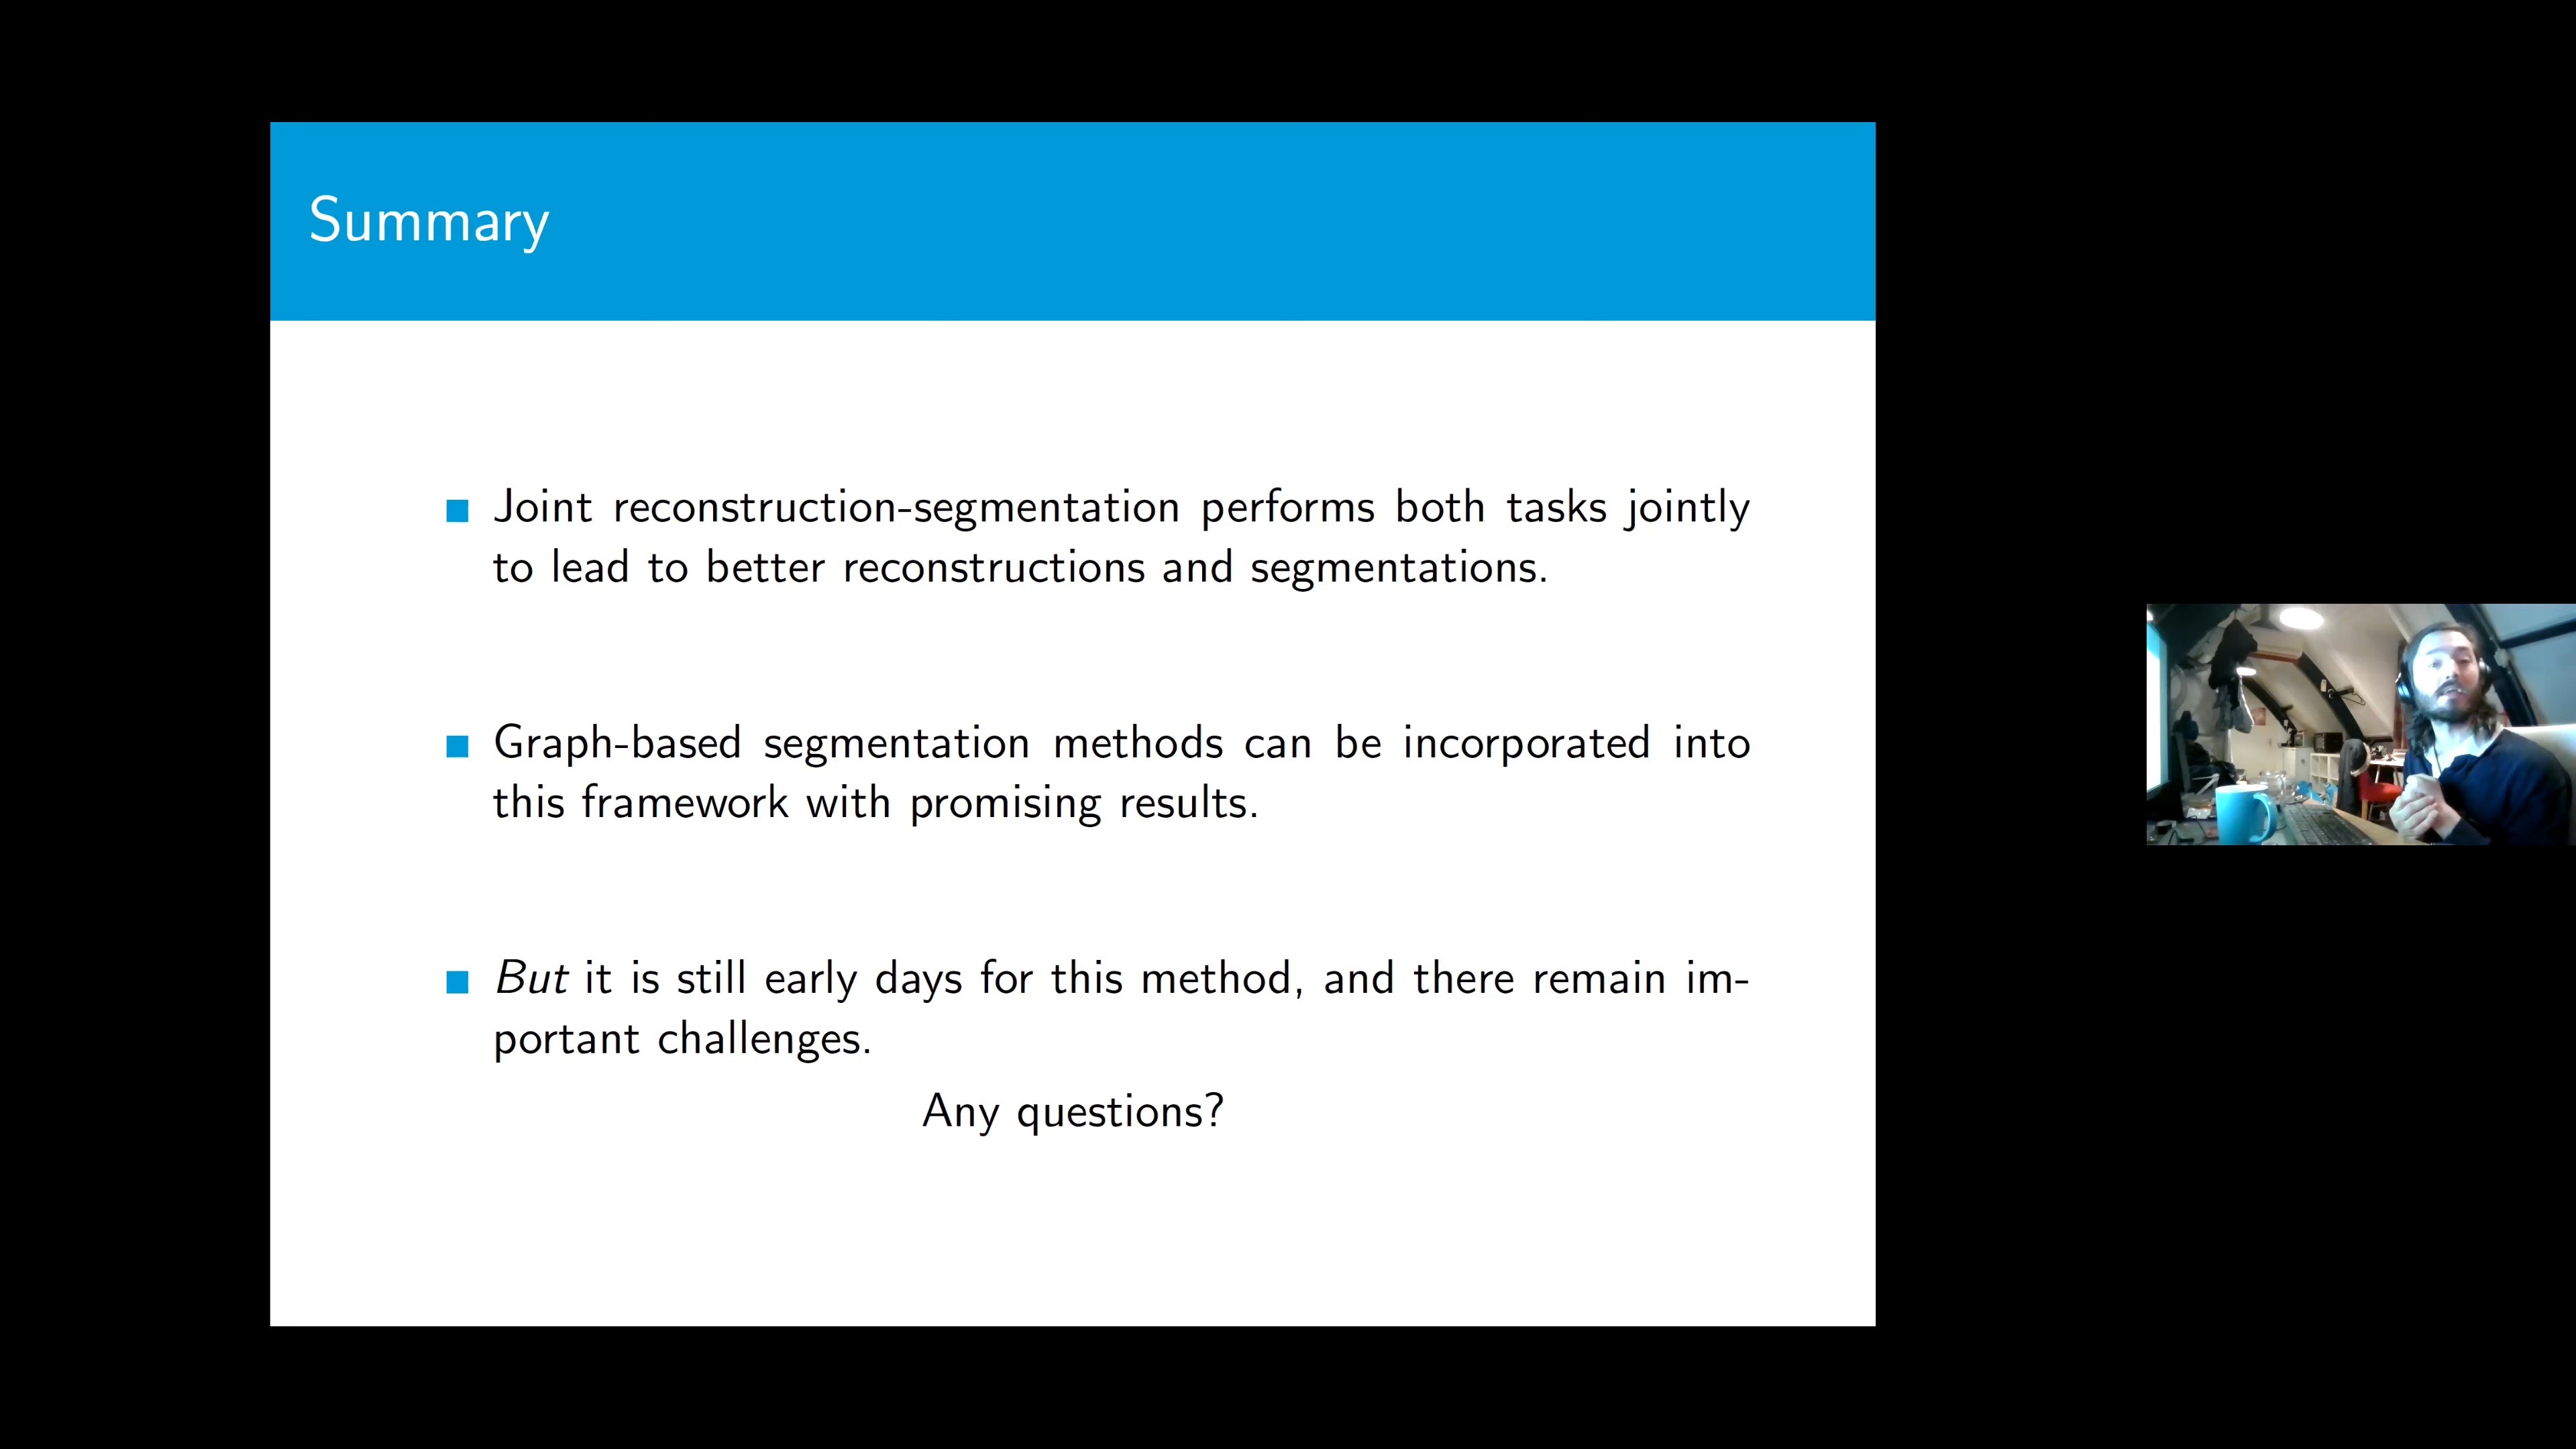 Summary
Joint reconstruction-segmentation performs both tasks jointly
to lead to better reconstructions and segmentations.
Graph-based segmentation methods can be incorporated into
this framework with promising results.
But it is still early days for this method, and there remain im-
portant challenges.
Any questions?